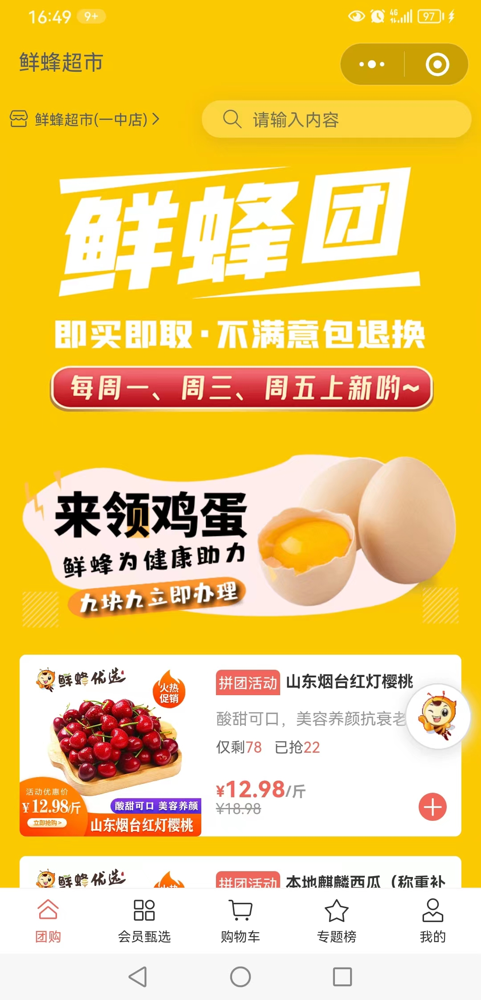 16:49 9+ 4G 97
鲜蜂超市
鲜蜂超市(一中店)
请输入内容
鲜蜂团
即买即取·不满意包退换
每周一、周三、周五上新哟~
来领鸡蛋
鲜蜂为健康助力
九块九立即办理
鲜蜂优选
火热
促销
活动优惠价
¥12.98/斤
立即抢购>
酸甜可口 美容养颜
山东烟台红灯樱桃
拼团活动 山东烟台红灯樱桃
酸甜可口，美容养颜抗衰老
仅剩78 已抢22
¥12.98/斤
¥18.98
鲜蜂优选
火热
拼团活动 本地麒麟西瓜（称重补
团购
会员甄选
购物车
专题榜
我的